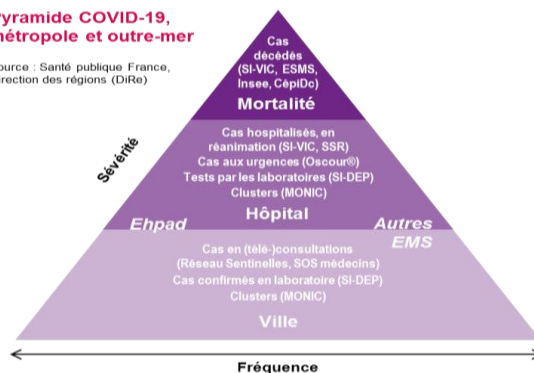 yramide COVID-19,
étropole et outre-mer
ource : Santé publique France,
irection des régions (DiRe)
Cas
décédés
(SI-VIC, ESMS,
Insee, CépiDc)
Mortalité
Sévérité
Cas hospitalisés, en
réanimation (SI-VIC, SSR)
Cas aux urgences (Oscour®)
Tests par les laboratoires (SI-DEP)
Clusters (MONIC)
Hôpital
Ehpad
Autres
EMS
Cas en (télé-)consultations
(Réseau Sentinelles, SOS médecins)
Cas confirmés en laboratoire (SI-DEP)
Clusters (MONIC)
Ville
Fréquence